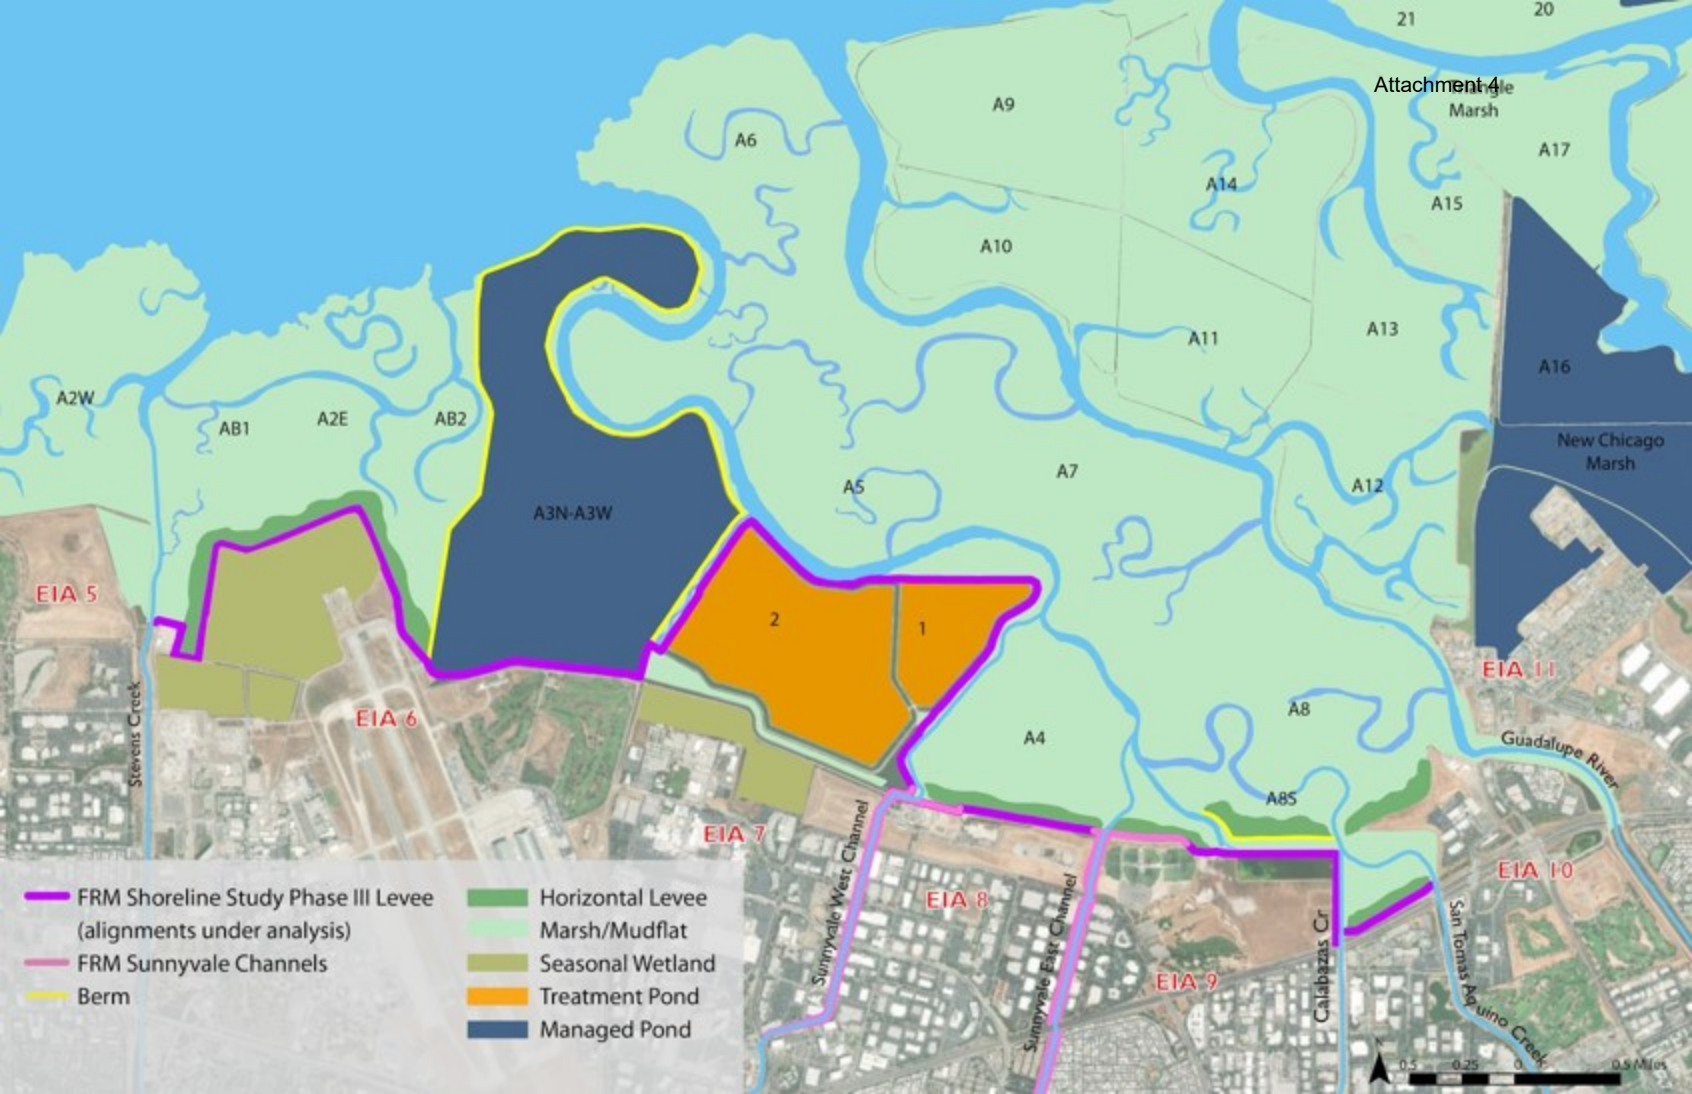 21
20
Attachment 4
Triangle
Marsh
A9
A6
A17
A14
A15
A10
A11
A13
A16
A2W
AB1
A2E
AB2
New Chicago
Marsh
A7
A5
A12
A3N-A3W
EIA 5
2
1
EIA 11
EIA 6
A8
A4
Guadalupe River
Stevens Creek
A8S
EIA 7
Sunnyvale West Channel
EIA 8
Sunnyvale East Channel
EIA 10
EIA 9
Calabazas Cr
San Tomas Aquino Creek
FRM Shoreline Study Phase III Levee
(alignments under analysis)
FRM Sunnyvale Channels
Berm
Horizontal Levee
Marsh/Mudflat
Seasonal Wetland
Treatment Pond
Managed Pond
0.5 0.25 0 0.5 Miles